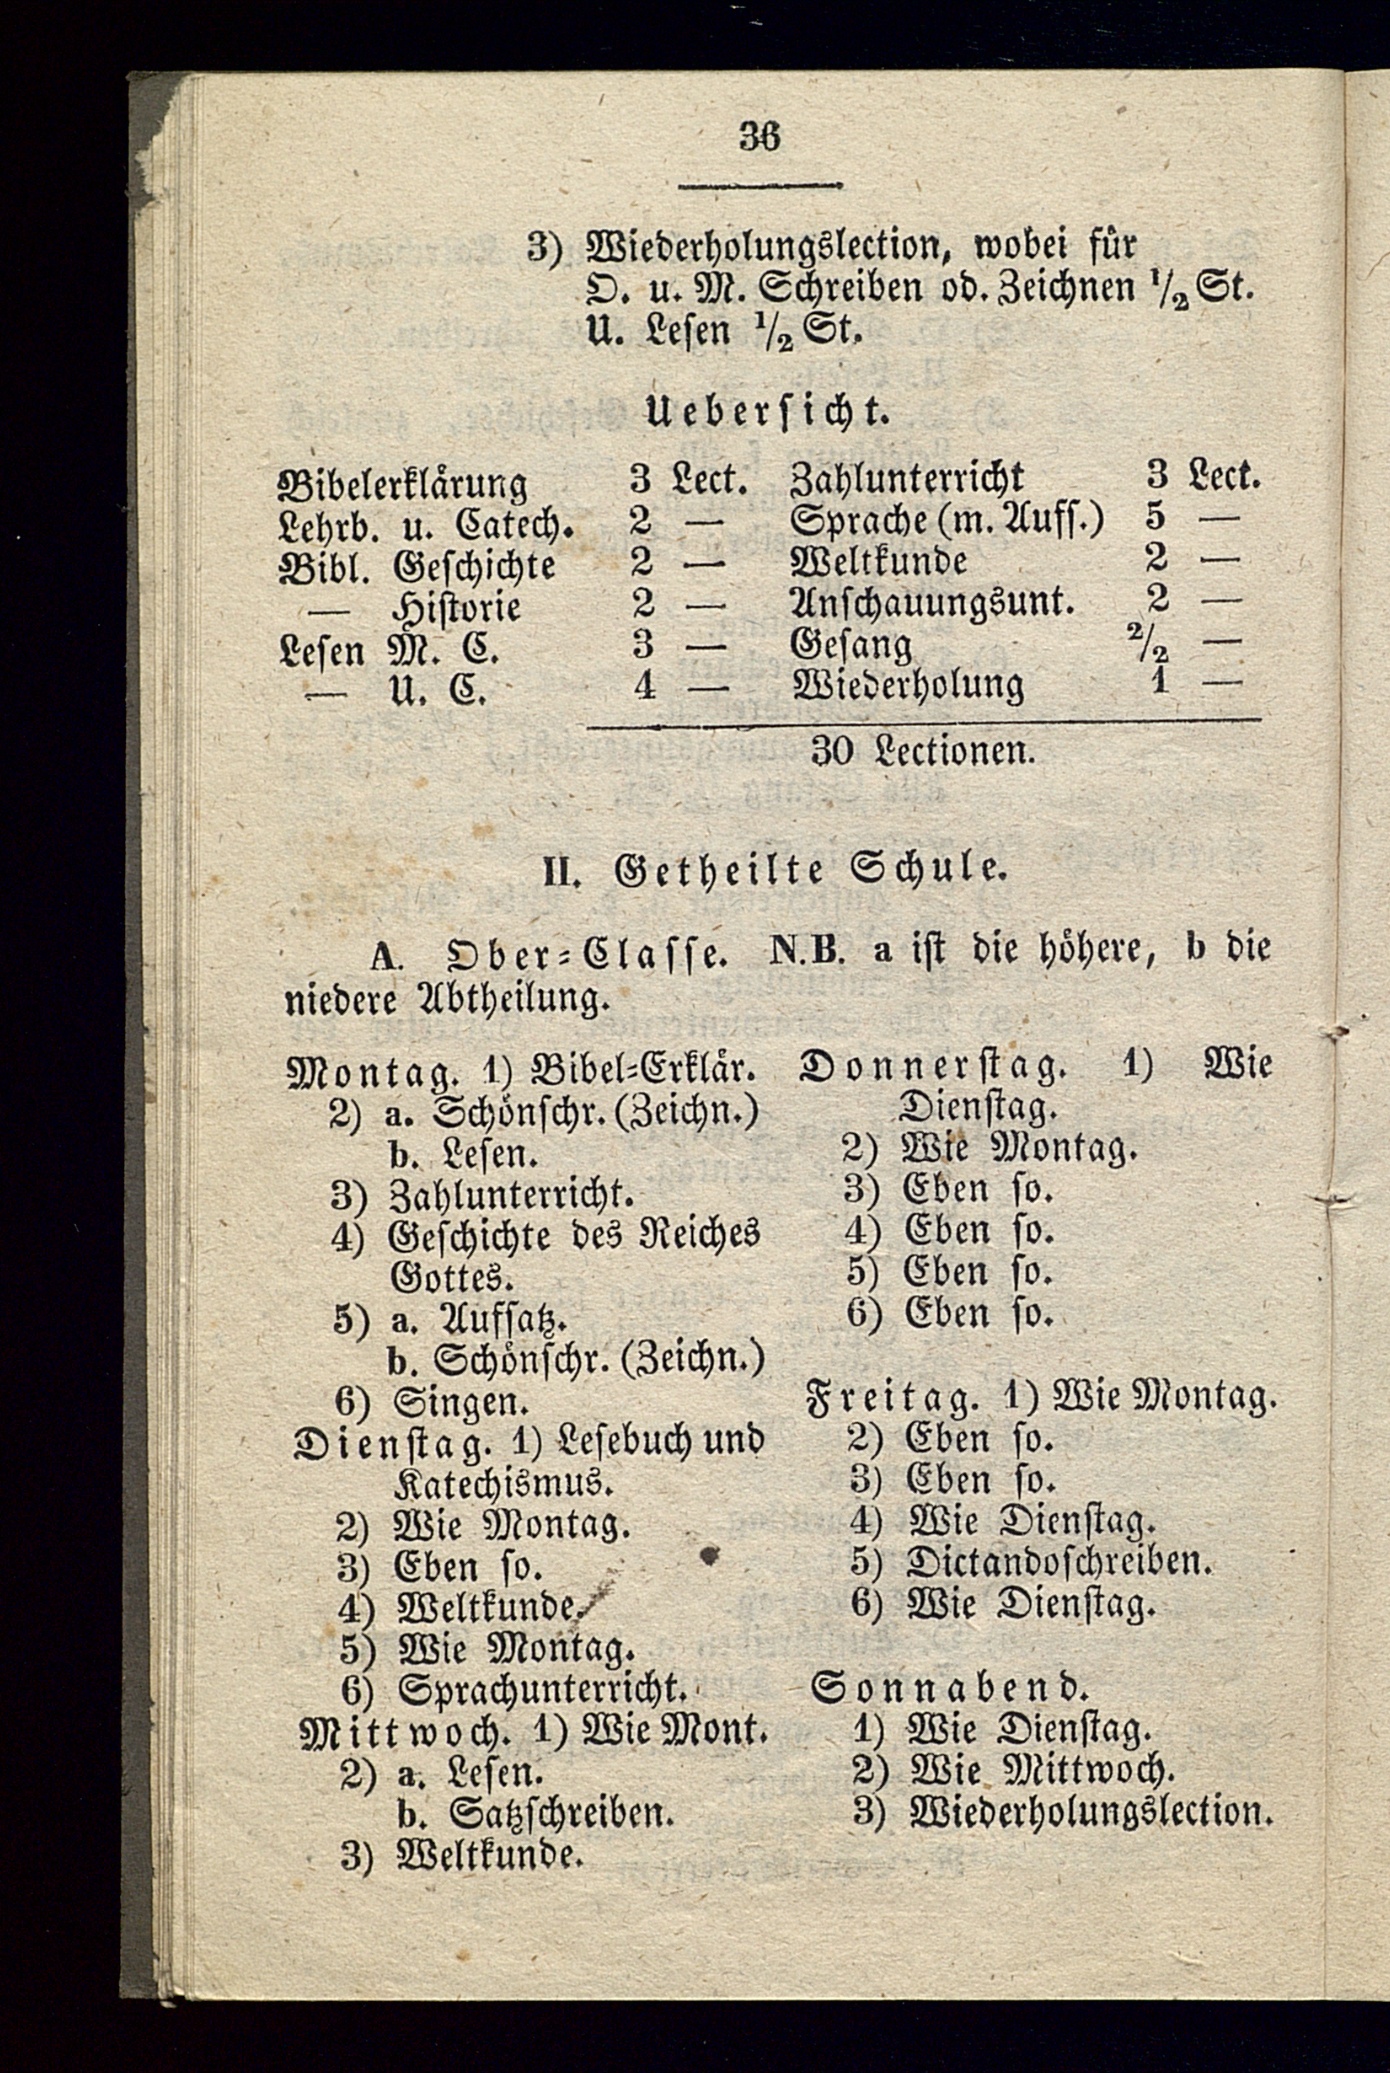 36
3) Wiederholungslection, wobei für
O. u. M. Schreiben od. Zeichnen 1/2 St.
U. Lesen 1/2 St.
Uebersicht.
Bibelerklärung 3 Lect. Zahlunterricht 3 Lect.
Lehrb. u. Catech. 2 — Sprache (m. Auff.) 5 —
Bibl. Geschichte 2 — Weltkunde 2 —
— Historie 2 — Anschauungsunt. 2 —
Lesen M. C. 3 — Gesang 2/2 —
— U. C. 4 — Wiederholung 1 —
30 Lectionen.
II. Getheilte Schule.
A. Ober-Classe. N.B. a ist die höhere, b die
niedere Abtheilung.
Montag. 1) Bibel-Erklär.
2) a. Schönschr. (Zeichn.)
b. Lesen.
3) Zahlunterricht.
4) Geschichte des Reiches
Gottes.
5) a. Aufsatz.
b. Schönschr. (Zeichn.)
6) Singen.
Dienstag. 1) Lesebuch und
Katechismus.
2) Wie Montag.
3) Eben so.
4) Weltkunde.
5) Wie Montag.
6) Sprachunterricht.
Mittwoch. 1) Wie Mont.
2) a. Lesen.
b. Satzschreiben.
3) Weltkunde.
Donnerstag. 1) Wie
Dienstag.
2) Wie Montag.
3) Eben so.
4) Eben so.
5) Eben so.
6) Eben so.
Freitag. 1) Wie Montag.
2) Eben so.
3) Eben so.
4) Wie Dienstag.
5) Dictandoschreiben.
6) Wie Dienstag.
Sonnabend.
1) Wie Dienstag.
2) Wie Mittwoch.
3) Wiederholungslection.